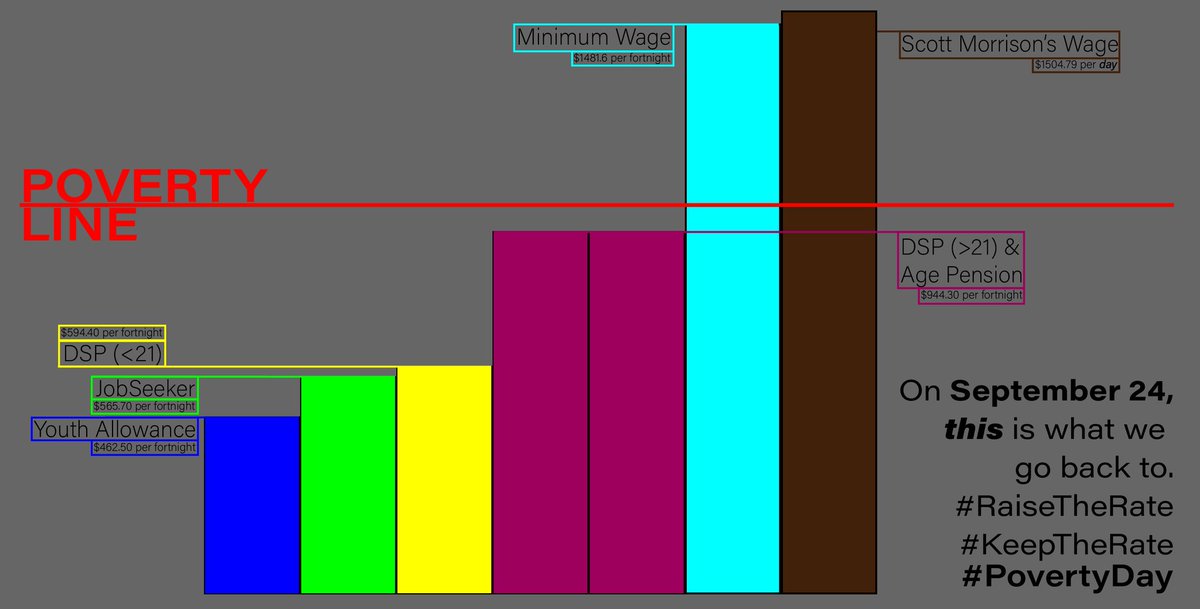 Minimum Wage
$1481.6 per fortnight
Scott Morrison's Wage
$1504.79 per day
POVERTY
LINE
DSP (>21) &
Age Pension
$944.30 per fortnight
$594.40 per fortnight
DSP (<21)
JobSeeker
$565.70 per fortnight
Youth Allowance
$462.50 per fortnight
On September 24,
this is what we
go back to.
#RaiseTheRate
#KeepTheRate
#PovertyDay